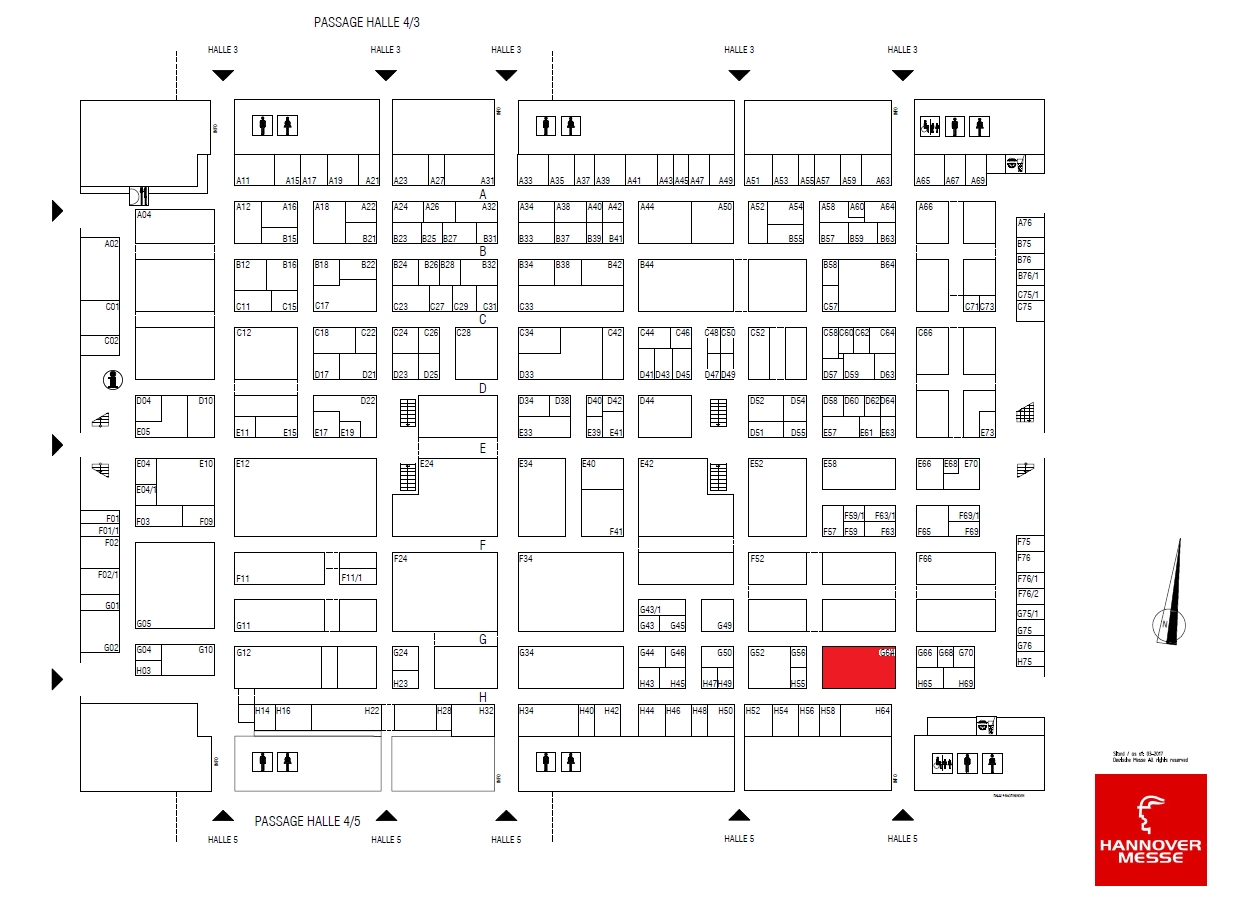 PASSAGE HALLE 4/3
HALLE 3 HALLE 3 HALLE 3 HALLE 3 HALLE 3
INFO INFO INFO
A11 A15 A17 A19 A21 A23 A27 A31 A33 A35 A37 A39 A41 A43 A45 A47 A49 A51 A53 A55 A57 A59 A63 A65 A67 A69
A
A04 A12 A16 A18 A22 A24 A26 A32 A34 A38 A40 A42 A44 A50 A52 A54 A58 A60 A64 A66 A76
A02 B15 B21 B23 B25 B27 B31 B33 B37 B39 B41 B55 B57 B59 B63 B75
B
B12 B16 B18 B22 B24 B26 B28 B32 B34 B38 B42 B44 B58 B64 B76
B76/1
C75/1
C01 C11 C15 C17 C23 C27 C29 C31 C33 C57 C71 C73 C75
C
C02 C12 C18 C22 C24 C26 C28 C34 C42 C44 C46 C48 C50 C52 C58 C60 C62 C64 C66
D17 D21 D23 D25 D33 D41 D43 D45 D47 D49 D57 D59 D63
D
D04 D10 D22 D34 D38 D40 D42 D44 D52 D54 D58 D60 D62 D64
E05 E11 E15 E17 E19 E33 E39 E41 D51 D55 E57 E61 E63 E73
E
E04 E10 E12 E24 E34 E40 E42 E52 E58 E66 E68 E70
E04/1
F01 F59/1 F63/1 F69/1
F03 F09 F41 F57 F59 F63 F65 F69
F01/1
F02 F75
F
F24 F34 F52 F66 F76
F02/1 F11 F11/1 F76/1
F76/2
G01 G43/1 G75/1
G05 G11 G43 G45 G49 G75
G
G02 G04 G10 G12 G24 G34 G44 G46 G50 G52 G56 G64 G66 G68 G70 G76
H03 H23 H43 H45 H47 H49 H55 H65 H69 H75
H
H14 H16 H22 H28 H32 H34 H40 H42 H44 H46 H48 H50 H52 H54 H56 H58 H64
INFO INFO INFO
N
PASSAGE HALLE 4/5
HALLE 5 HALLE 5 HALLE 5 HALLE 5 HALLE 5
Stand / as of: 03-2017
Deutsche Messe All rights reserved
HANNOVER
MESSE